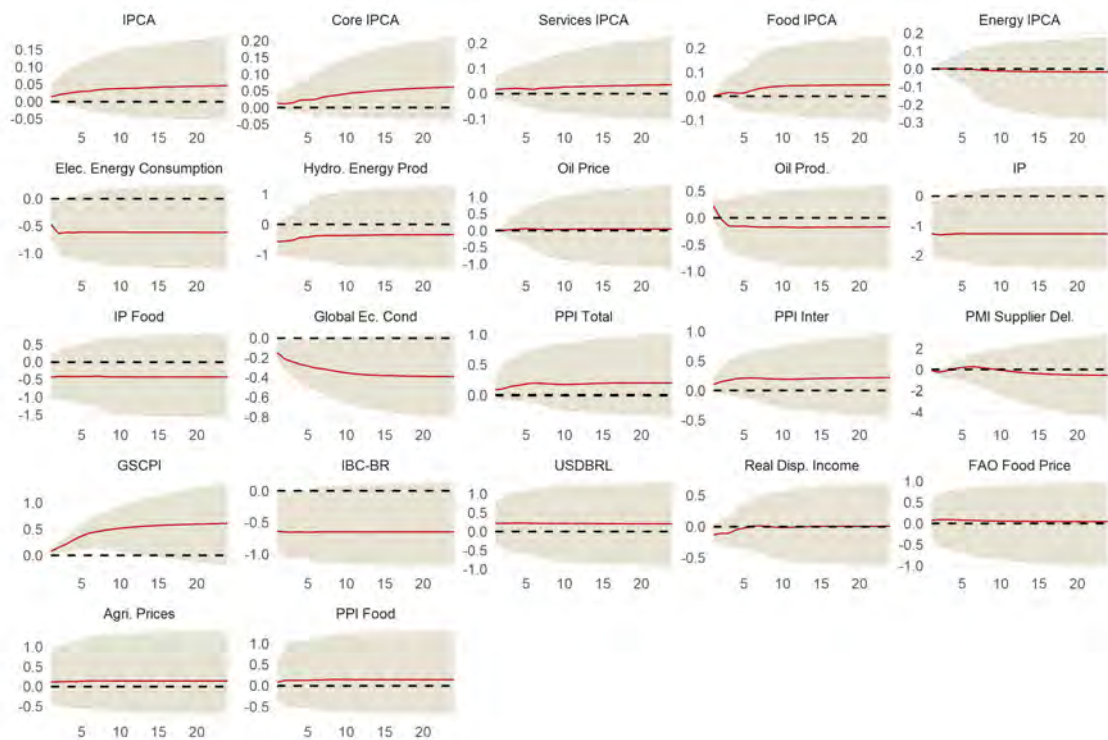 IPCA Core IPCA Services IPCA Food IPCA Energy IPCA
0.15 0.10 0.05 0.00 -0.05
0.20 0.15 0.10 0.05 0.00 -0.05
0.2 0.1 0.0 -0.1
0.2 0.1 0.0 -0.1
0.2 0.1 0.0 -0.1 -0.2 -0.3
5 10 15 20 5 10 15 20 5 10 15 20 5 10 15 20 5 10 15 20
Elec. Energy Consumption Hydro. Energy Prod Oil Price Oil Prod. IP
0.0 -0.5 -1.0
1 0 -1
1.0 0.5 0.0 -0.5 -1.0
0.5 0.0 -0.5 -1.0
0 -1 -2
5 10 15 20 5 10 15 20 5 10 15 20 5 10 15 20 5 10 15 20
IP Food Global Ec. Cond PPI Total PPI Inter PMI Supplier Del.
0.5 0.0 -0.5 -1.0 -1.5
0.0 -0.2 -0.4 -0.6 -0.8
1.0 0.5 0.0
1.0 0.5 0.0 -0.5
2 0 -2 -4
5 10 15 20 5 10 15 20 5 10 15 20 5 10 15 20 5 10 15 20
GSCPI IBC-BR USDBRL Real Disp. Income FAO Food Price
1.0 0.5 0.0
0.0 -0.5 -1.0
1.0 0.5 0.0 -0.5 -1.0
0.5 0.0 -0.5
1.0 0.5 0.0 -0.5 -1.0
5 10 15 20 5 10 15 20 5 10 15 20 5 10 15 20 5 10 15 20
Agri. Prices PPI Food
1.0 0.5 0.0 -0.5
1.0 0.5 0.0 -0.5
5 10 15 20 5 10 15 20